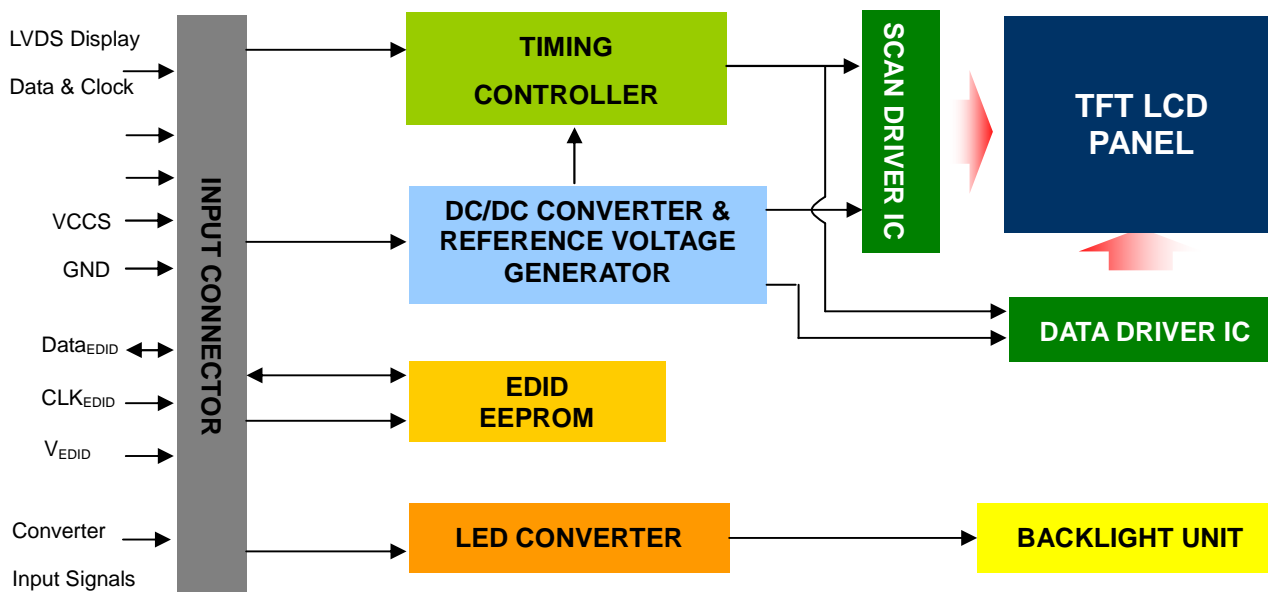 LVDS Display
Data & Clock
VCCS
GND
DataEDID
CLKEDID
VEDID
Converter
Input Signals
INPUT CONNECTOR
TIMING
CONTROLLER
DC/DC CONVERTER &
REFERENCE VOLTAGE
GENERATOR
EDID
EEPROM
LED CONVERTER
SCAN DRIVER IC
TFT LCD
PANEL
DATA DRIVER IC
BACKLIGHT UNIT